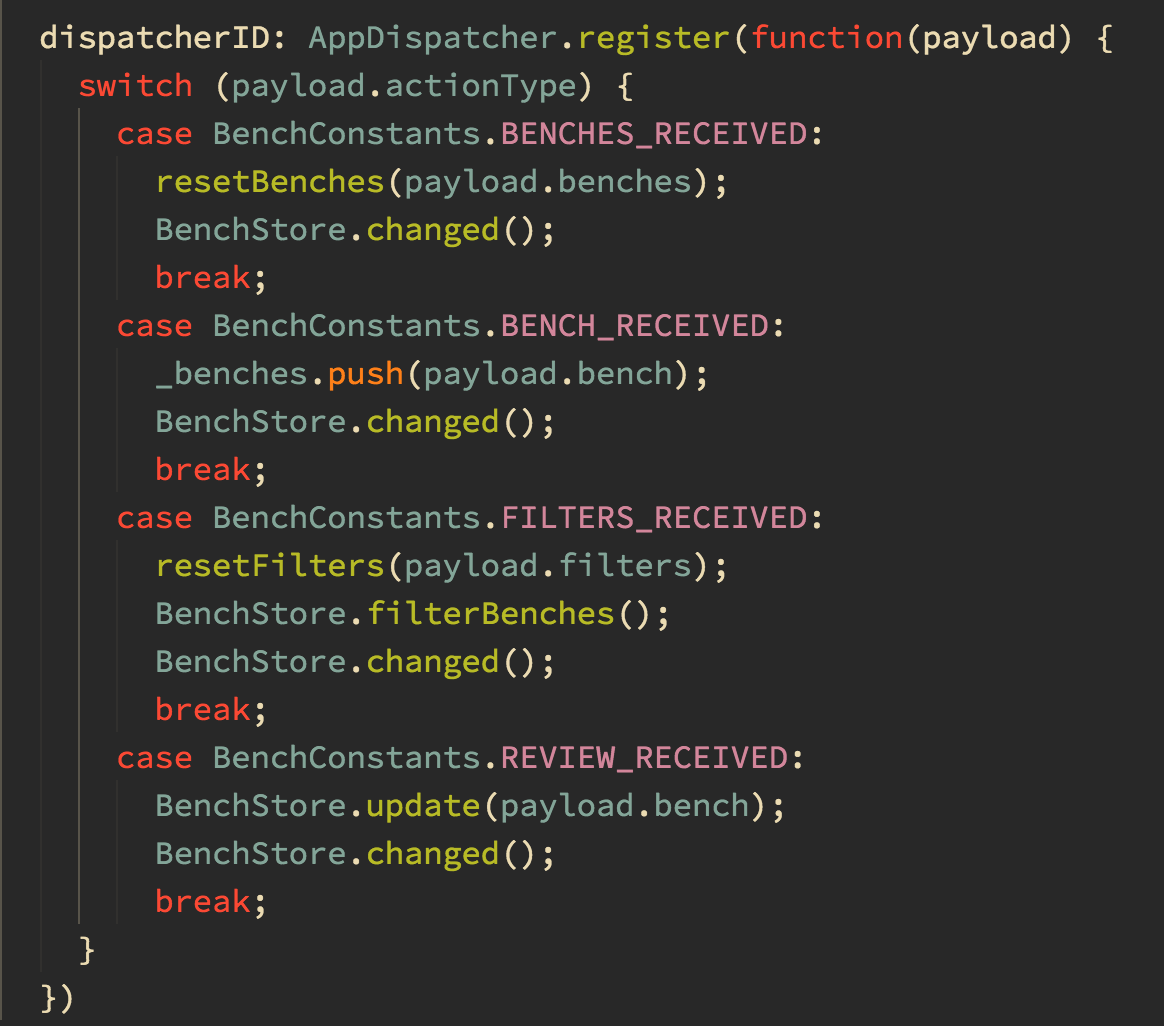 dispatcherID: AppDispatcher.register(function(payload) {
  switch (payload.actionType) {
    case BenchConstants.BENCHES_RECEIVED:
      resetBenches(payload.benches);
      BenchStore.changed();
      break;
    case BenchConstants.BENCH_RECEIVED:
      _benches.push(payload.bench);
      BenchStore.changed();
      break;
    case BenchConstants.FILTERS_RECEIVED:
      resetFilters(payload.filters);
      BenchStore.filterBenches();
      BenchStore.changed();
      break;
    case BenchConstants.REVIEW_RECEIVED:
      BenchStore.update(payload.bench);
      BenchStore.changed();
      break;
  }
})